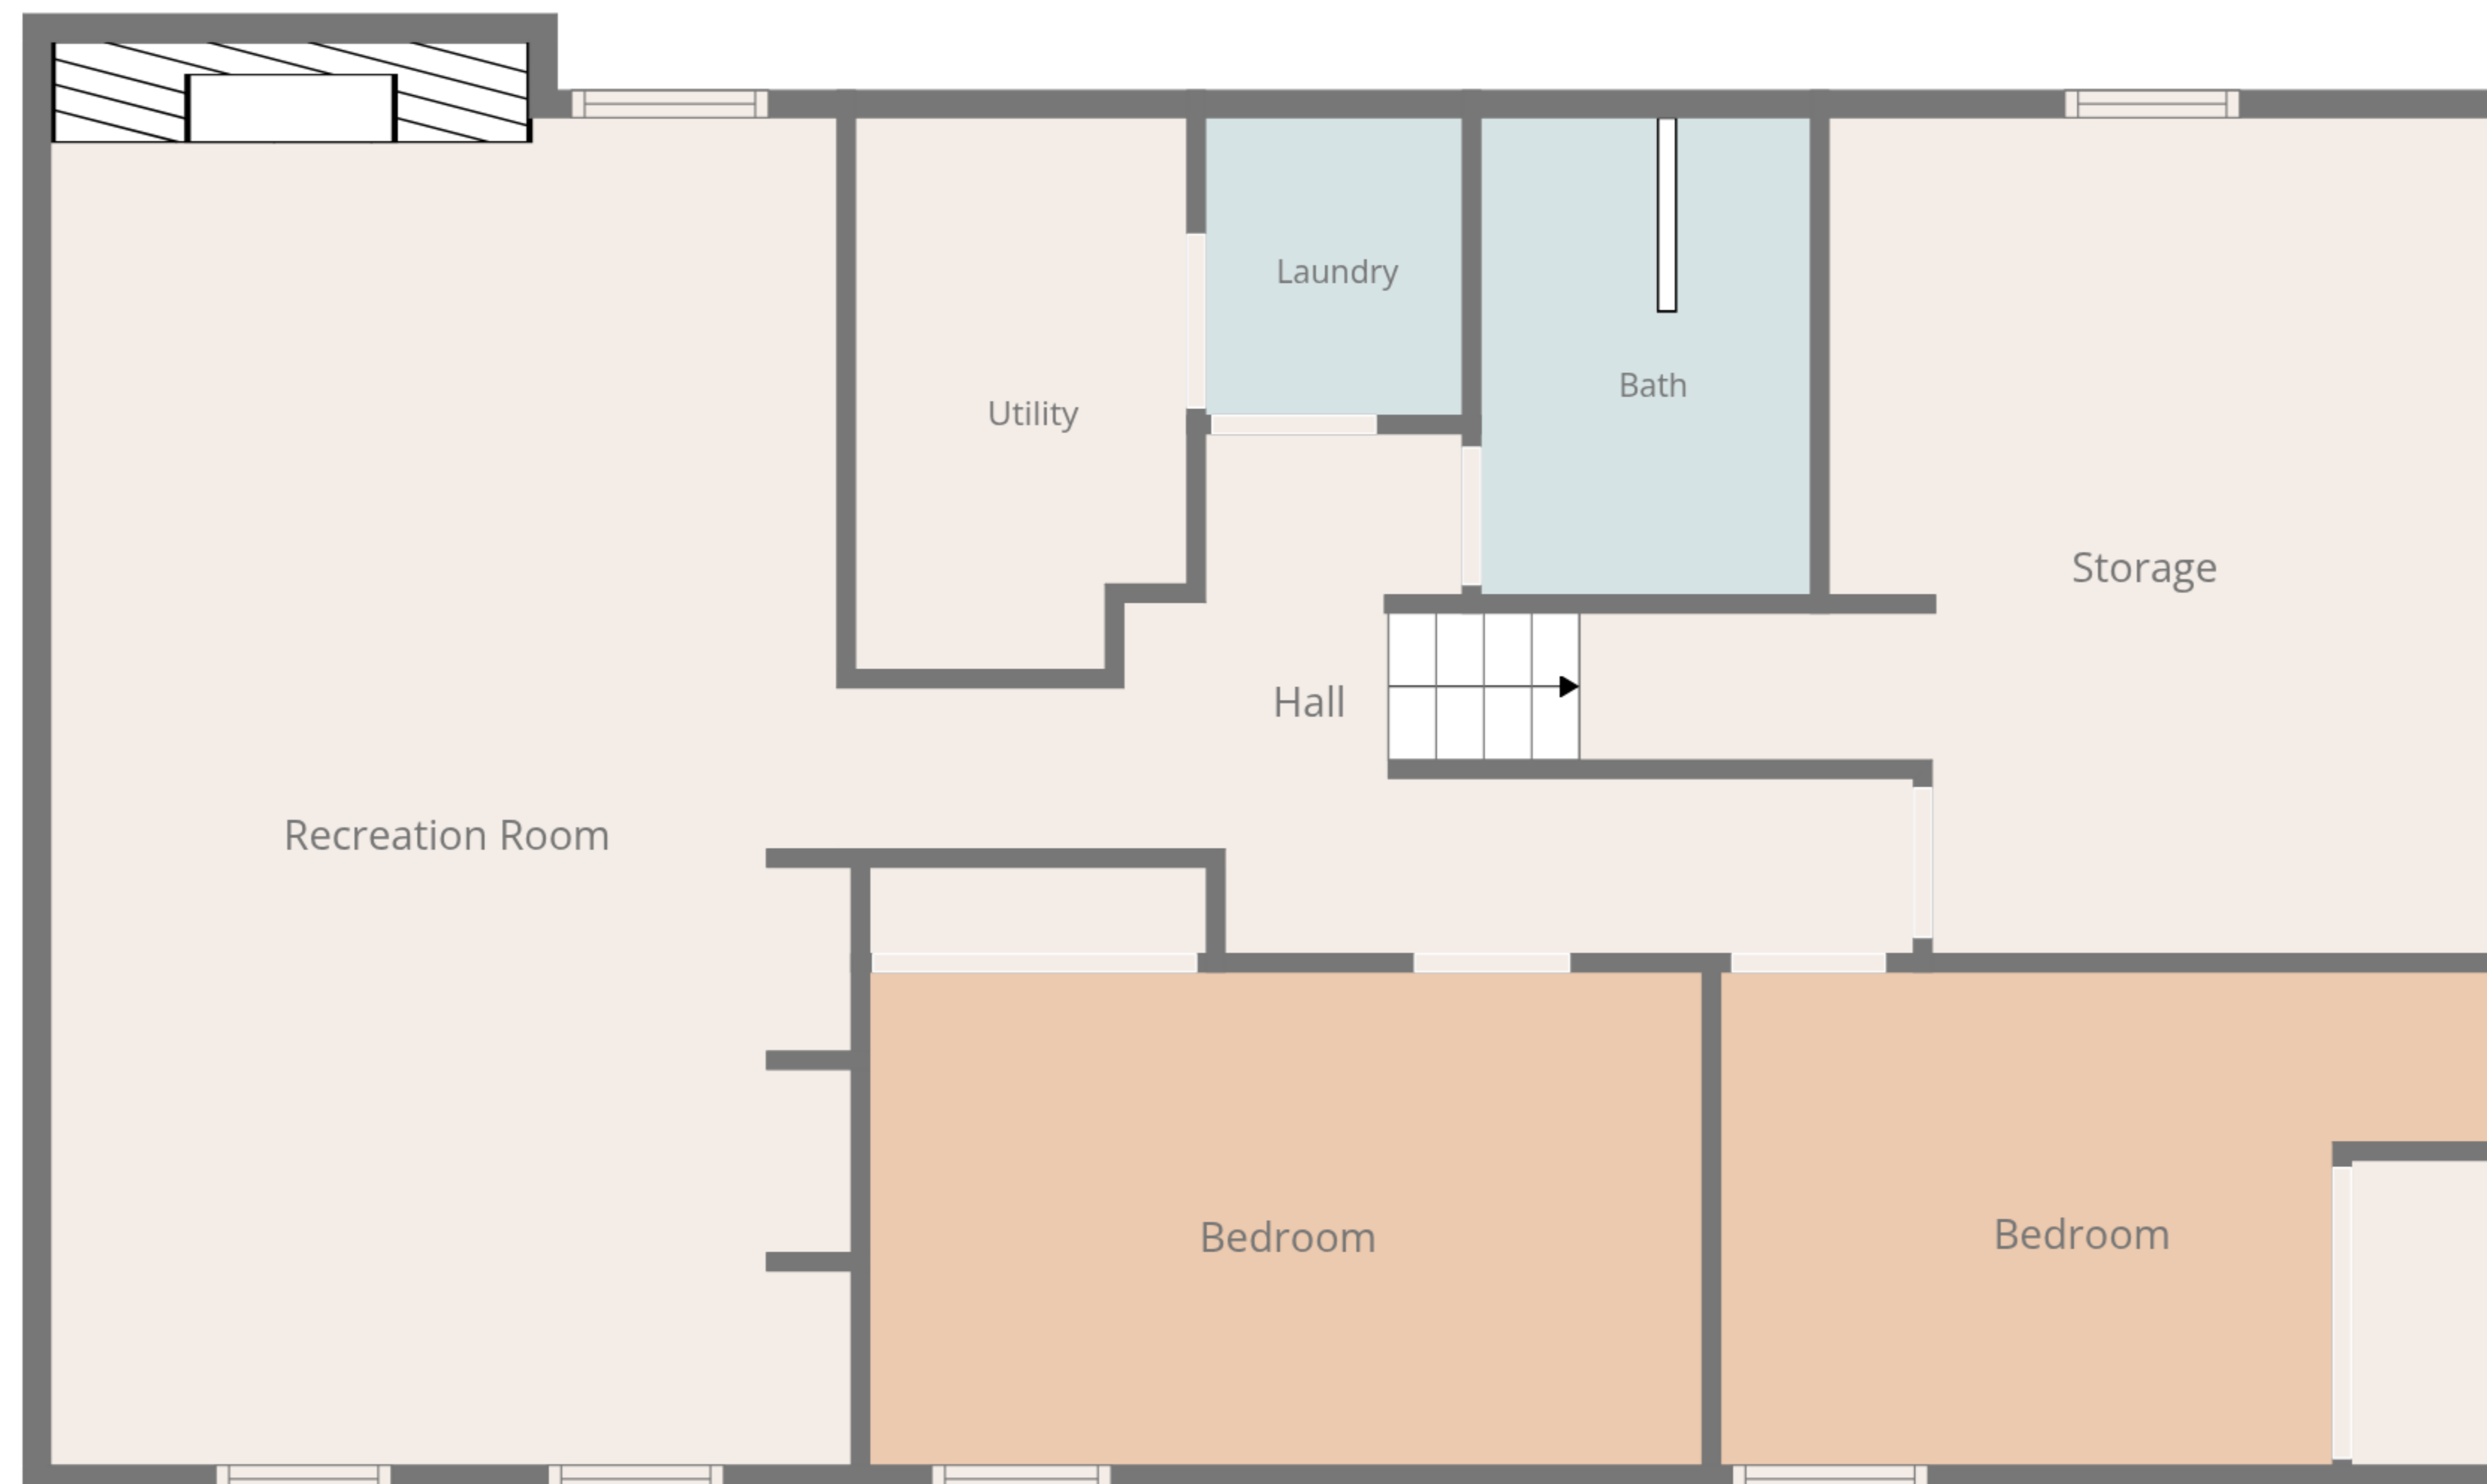 Laundry
Bath
Utility
Storage
Hall
Recreation Room
Bedroom
Bedroom